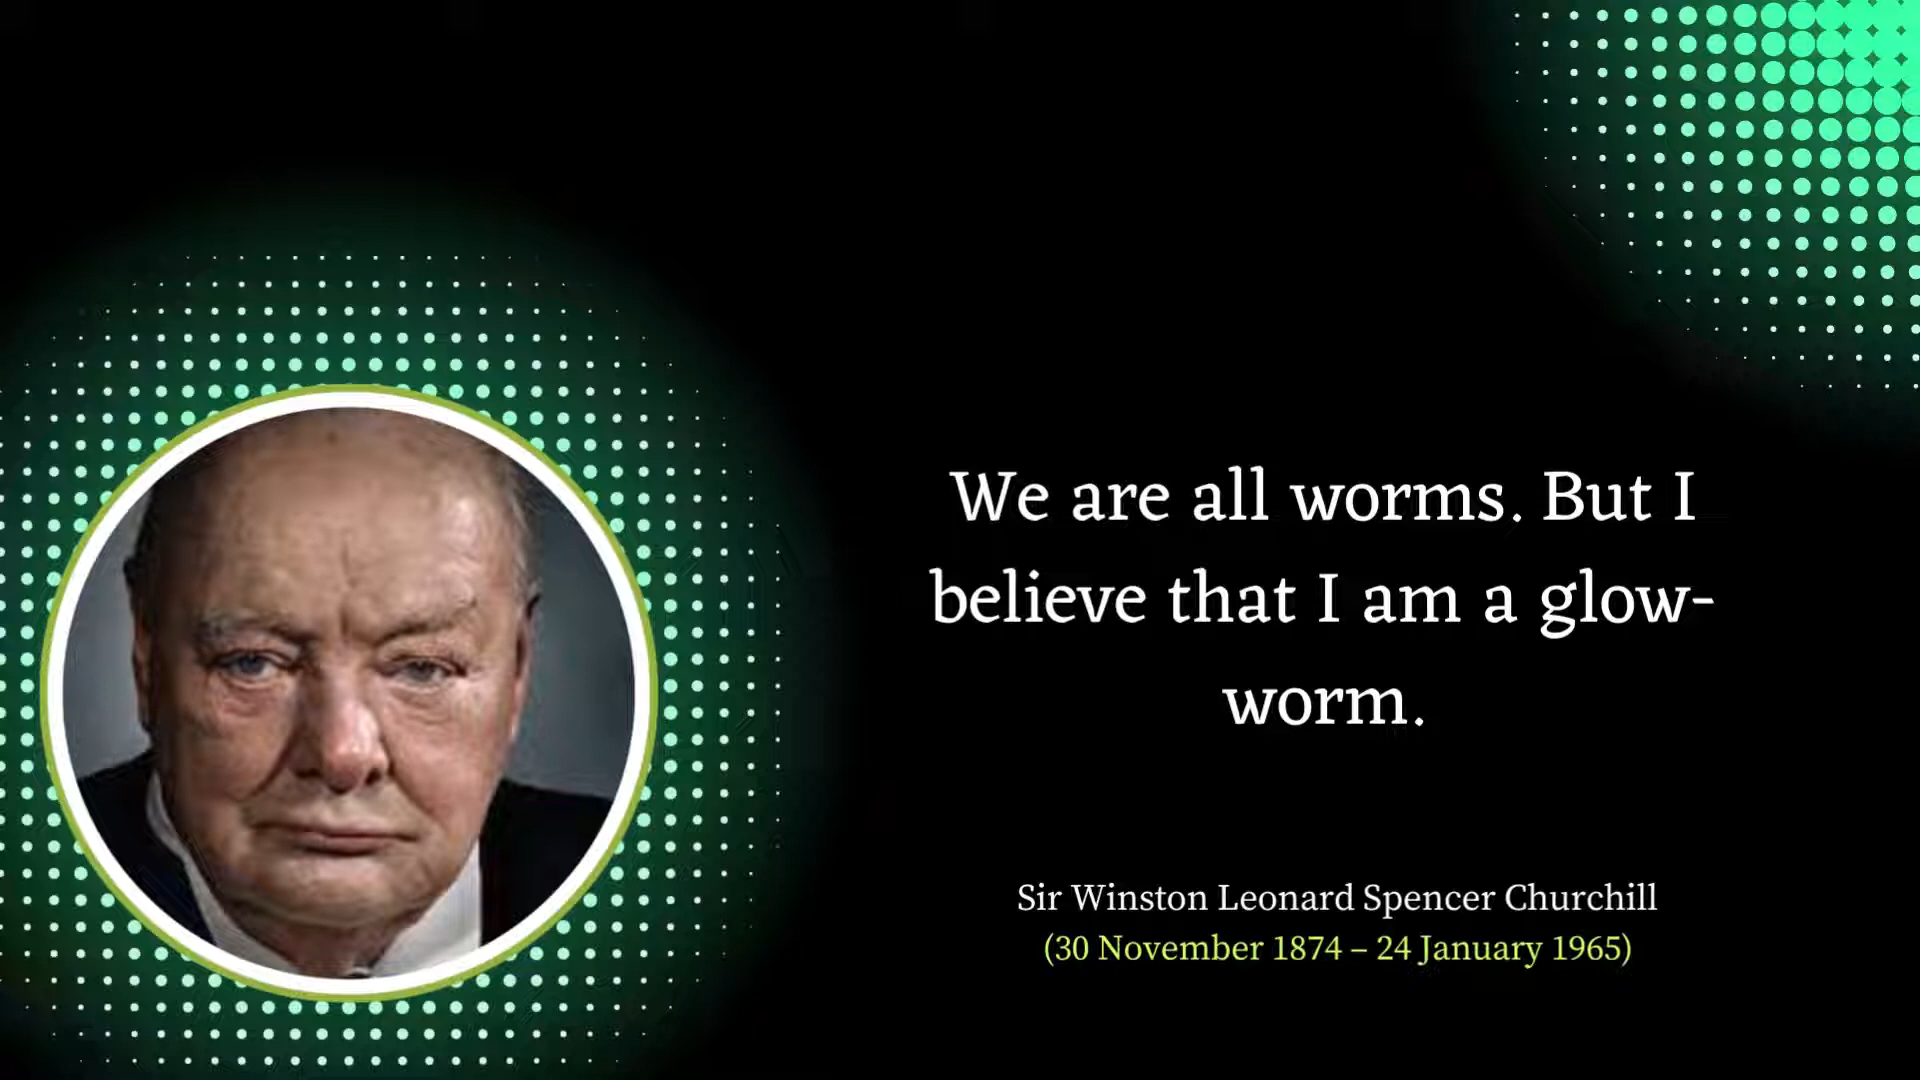 We are all worms. But I
believe that I am a glow-
worm.
Sir Winston Leonard Spencer Churchill
(30 November 1874 – 24 January 1965)